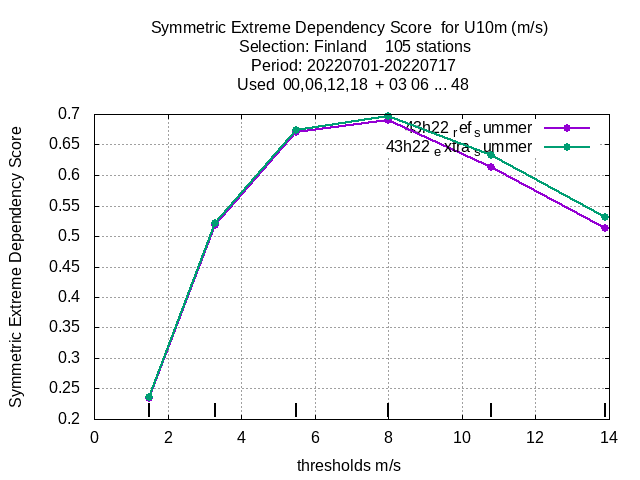 Symmetric Extreme Dependency Score for U10m (m/s)
Selection: Finland 105 stations
Period: 20220701-20220717
Used 00,06,12,18 + 03 06 ... 48
43h22 ref summer
43h22 extra summer
Symmetric Extreme Dependency Score
0.7
0.65
0.6
0.55
0.5
0.45
0.4
0.35
0.3
0.25
0.2
0 2 4 6 8 10 12 14
thresholds m/s